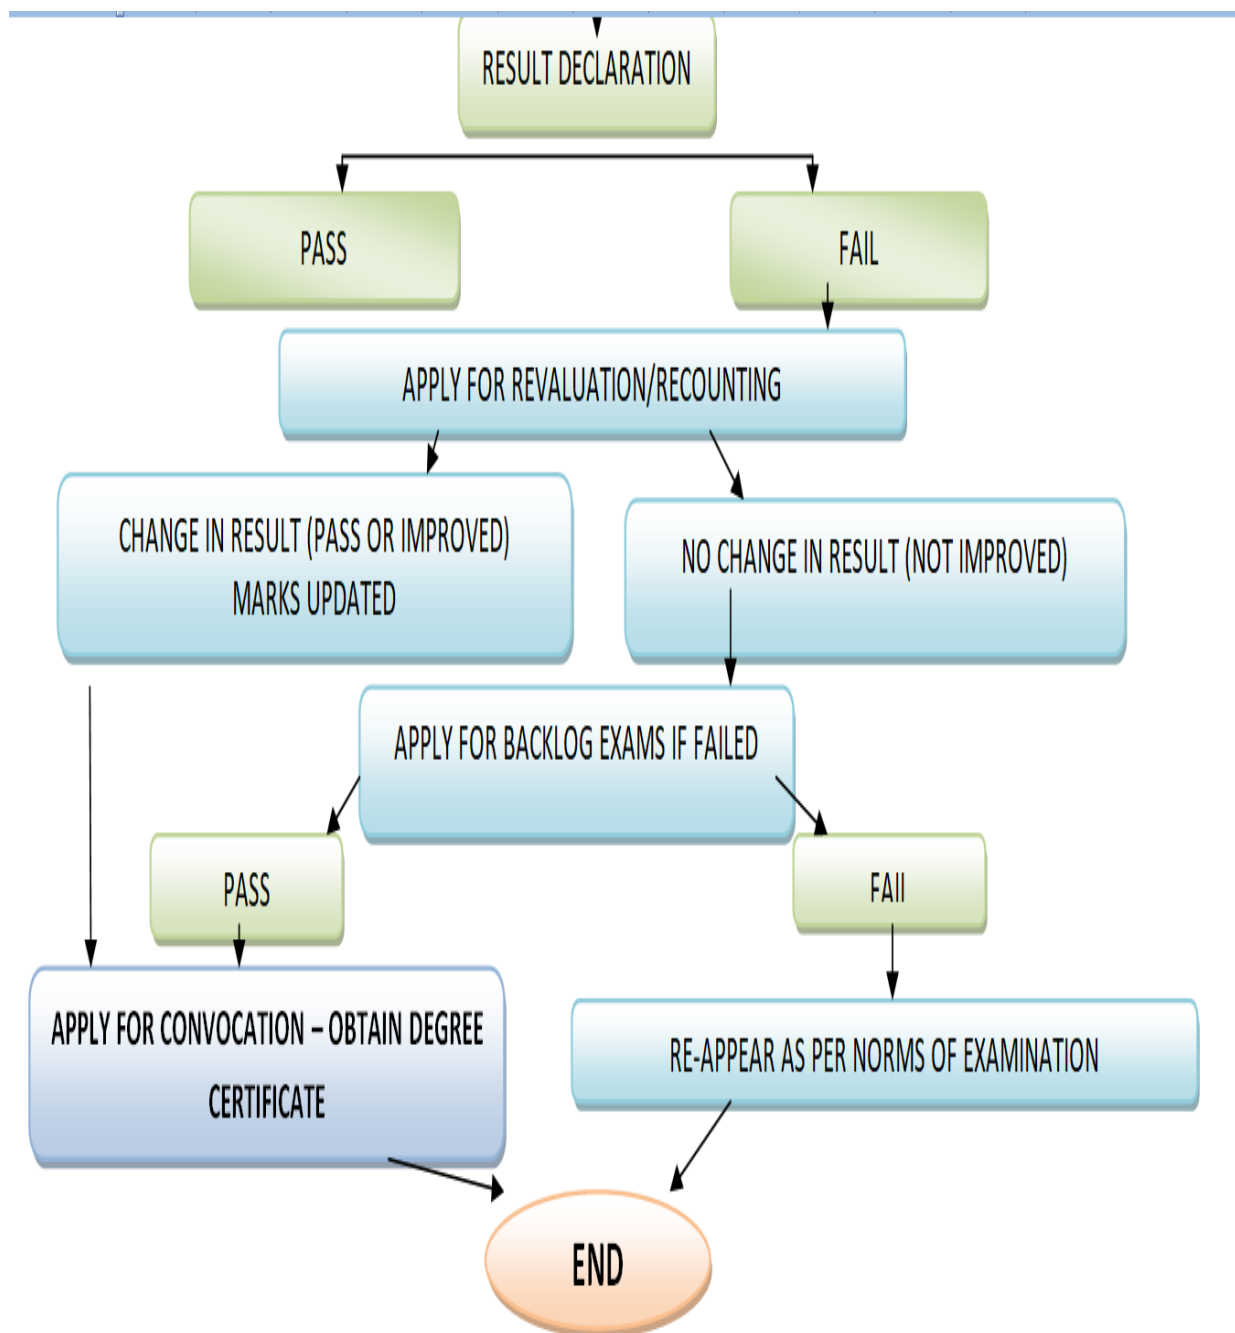 RESULT DECLARATION
PASS
FAIL
APPLY FOR REVALUATION/RECOUNTING
CHANGE IN RESULT (PASS OR IMPROVED)
MARKS UPDATED
NO CHANGE IN RESULT (NOT IMPROVED)
APPLY FOR BACKLOG EXAMS IF FAILED
PASS
FAIL
APPLY FOR CONVOCATION – OBTAIN DEGREE
CERTIFICATE
RE-APPEAR AS PER NORMS OF EXAMINATION
END